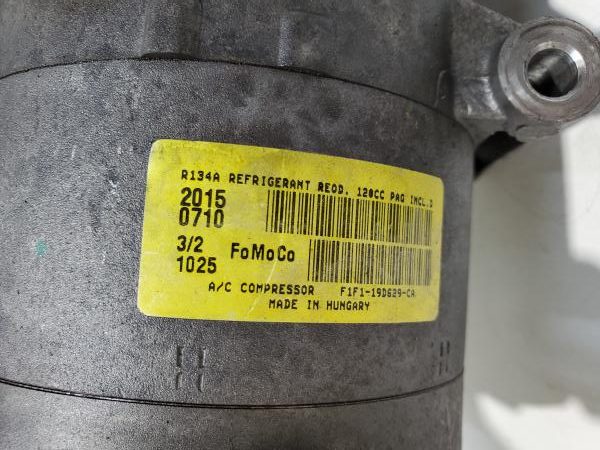 R134A REFRIGERANT REQD. 120CC PAG INCL.
2015
0710
3/2
1025
FoMoCo
A/C COMPRESSOR F1F1-19D629-CA
MADE IN HUNGARY